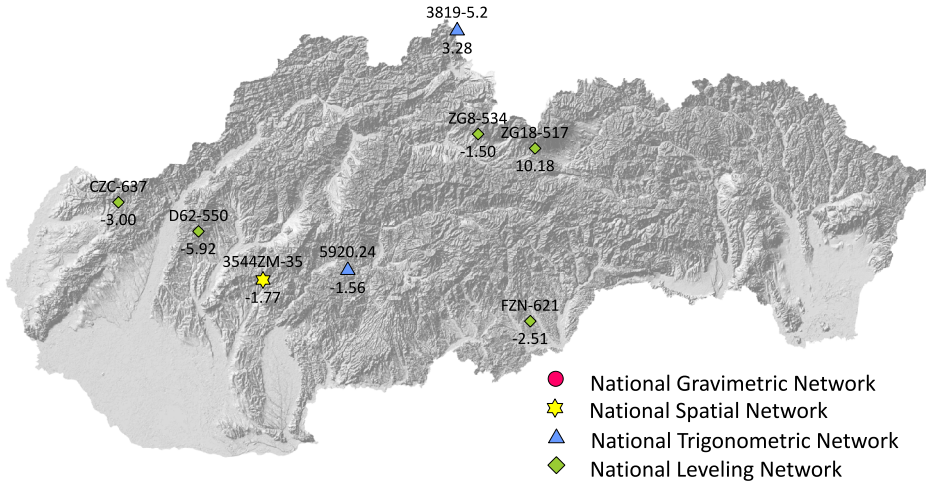 3819-5.2
3.28
ZG8-534
-1.50
ZG18-517
10.18
CZC-637
-3.00
D62-550
-5.92
3544ZM-35
-1.77
5920.24
-1.56
FZN-621
-2.51
National Gravimetric Network
National Spatial Network
National Trigonometric Network
National Leveling Network